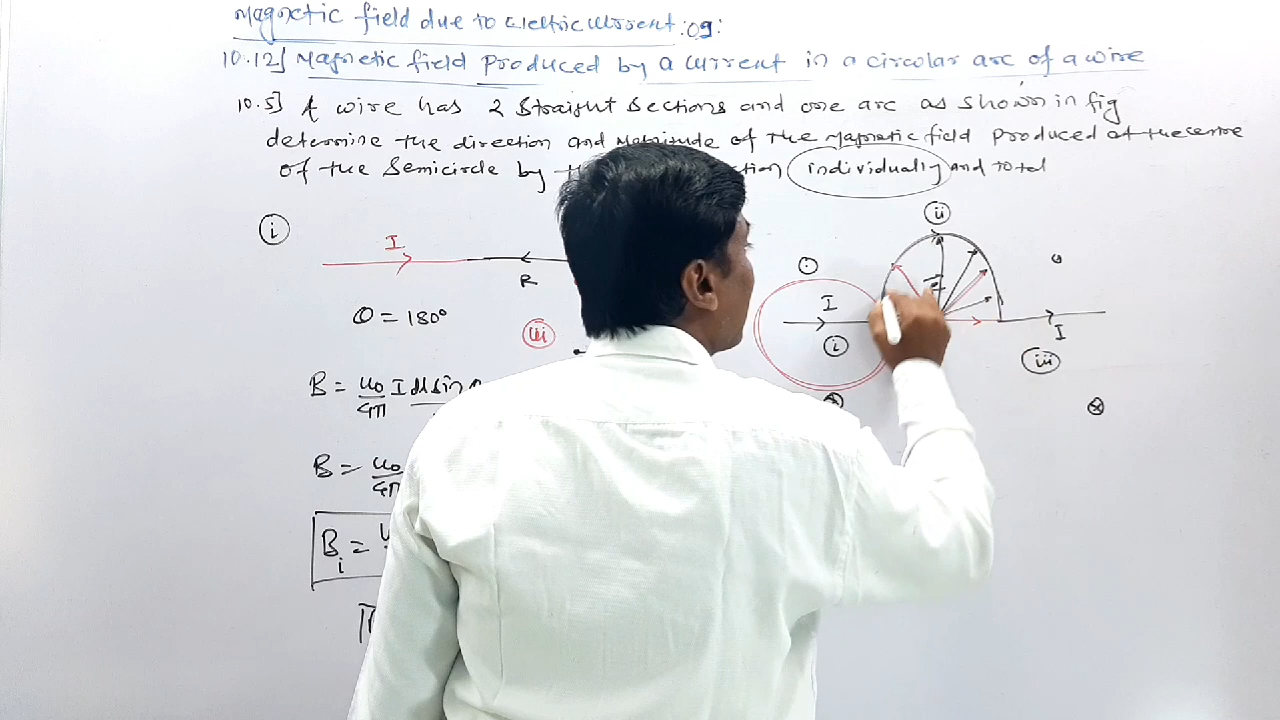 Magnetic field due to Electric current : 09 :
10.12] Magnetic field produced by a current in a circular arc of a wire
10.5] A wire has 2 straight sections and one arc as shown in fig
determine the direction and Magnitude of the Magnetic field produced at the centre
of the semicircle by individually and total
i
I
R
θ = 180°
iii
B = μ0/4π I dl sin
B = μ0/4π
Bi =
ii
I
i
I
iii